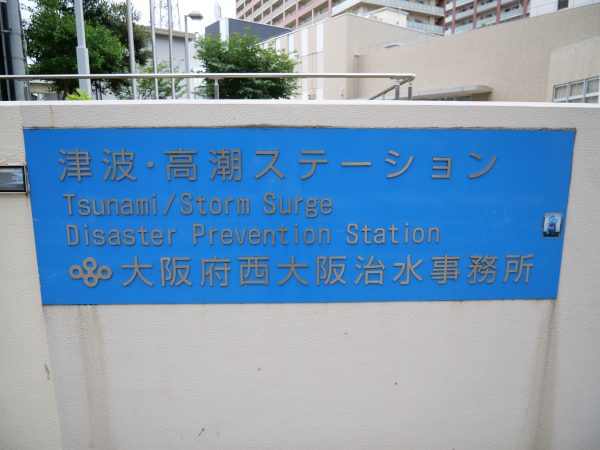 津波・高潮ステーション
Tsunami/Storm Surge
Disaster Prevention Station
大阪府西大阪治水事務所